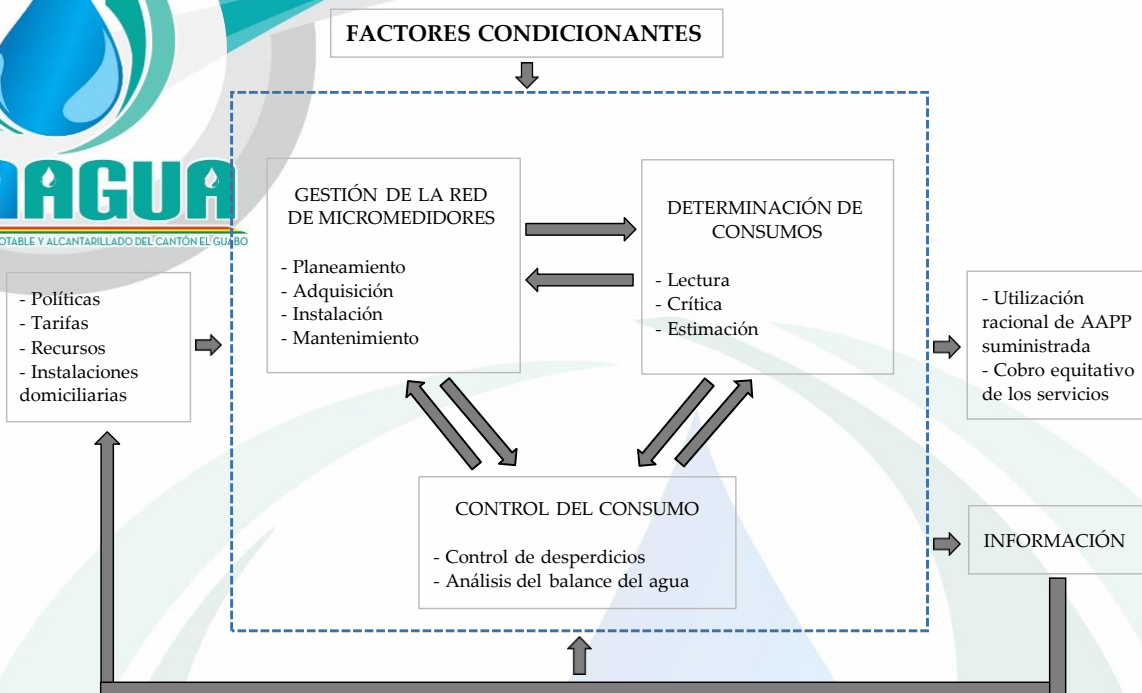 FACTORES CONDICIONANTES
AGUA
OTABLE Y ALCANTARILLADO DEL CANTÓN EL GUABO
GESTIÓN DE LA RED
DE MICROMEDIDORES
- Planeamiento
- Adquisición
- Instalación
- Mantenimiento
DETERMINACIÓN DE
CONSUMOS
- Lectura
- Crítica
- Estimación
- Políticas
- Tarifas
- Recursos
- Instalaciones
domiciliarias
- Utilización
racional de AAPP
suministrada
- Cobro equitativo
de los servicios
CONTROL DEL CONSUMO
- Control de desperdicios
- Análisis del balance del agua
INFORMACIÓN